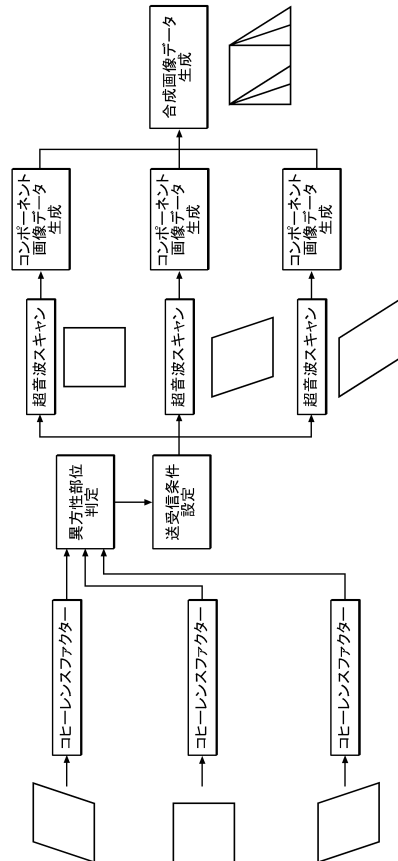 コヒーレンスファクター
コヒーレンスファクター
コヒーレンスファクター
異方性部位
判定
送受信条件
設定
超音波スキャン
超音波スキャン
超音波スキャン
コンポーネント
画像データ
生成
コンポーネント
画像データ
生成
コンポーネント
画像データ
生成
合成画像データ
生成